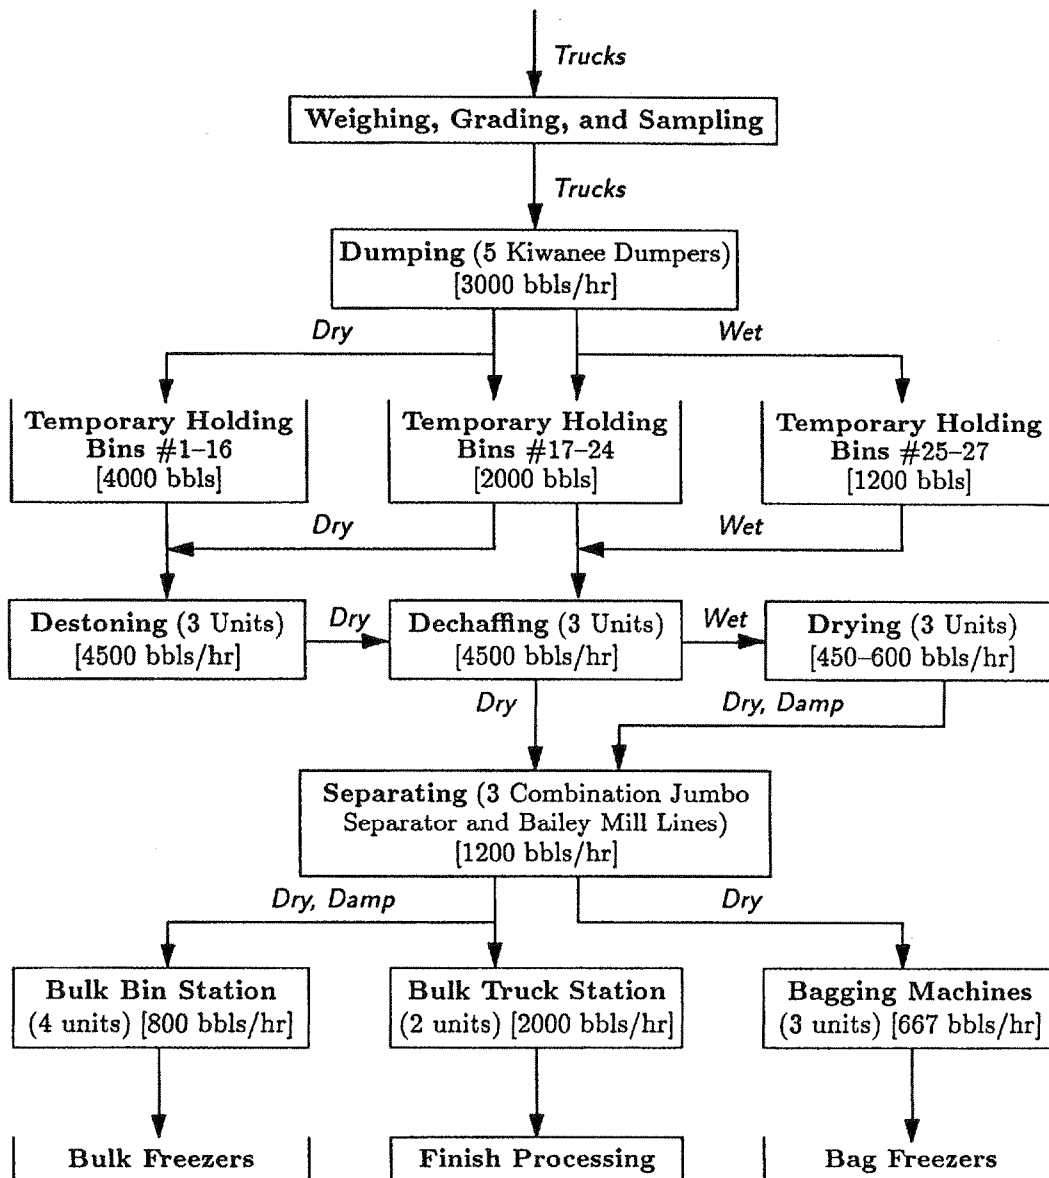 Trucks
Weighing, Grading, and Sampling
Trucks
Dumping (5 Kiwanee Dumpers)
[3000 bbls/hr]
Dry
Wet
Temporary Holding
Bins #1–16
[4000 bbls]
Temporary Holding
Bins #17–24
[2000 bbls]
Temporary Holding
Bins #25–27
[1200 bbls]
Dry
Wet
Destoning (3 Units)
[4500 bbls/hr]
Dry
Dechaffing (3 Units)
[4500 bbls/hr]
Wet
Drying (3 Units)
[450–600 bbls/hr]
Dry
Dry, Damp
Separating (3 Combination Jumbo
Separator and Bailey Mill Lines)
[1200 bbls/hr]
Dry, Damp
Dry
Bulk Bin Station
(4 units) [800 bbls/hr]
Bulk Truck Station
(2 units) [2000 bbls/hr]
Bagging Machines
(3 units) [667 bbls/hr]
Bulk Freezers
Finish Processing
Bag Freezers